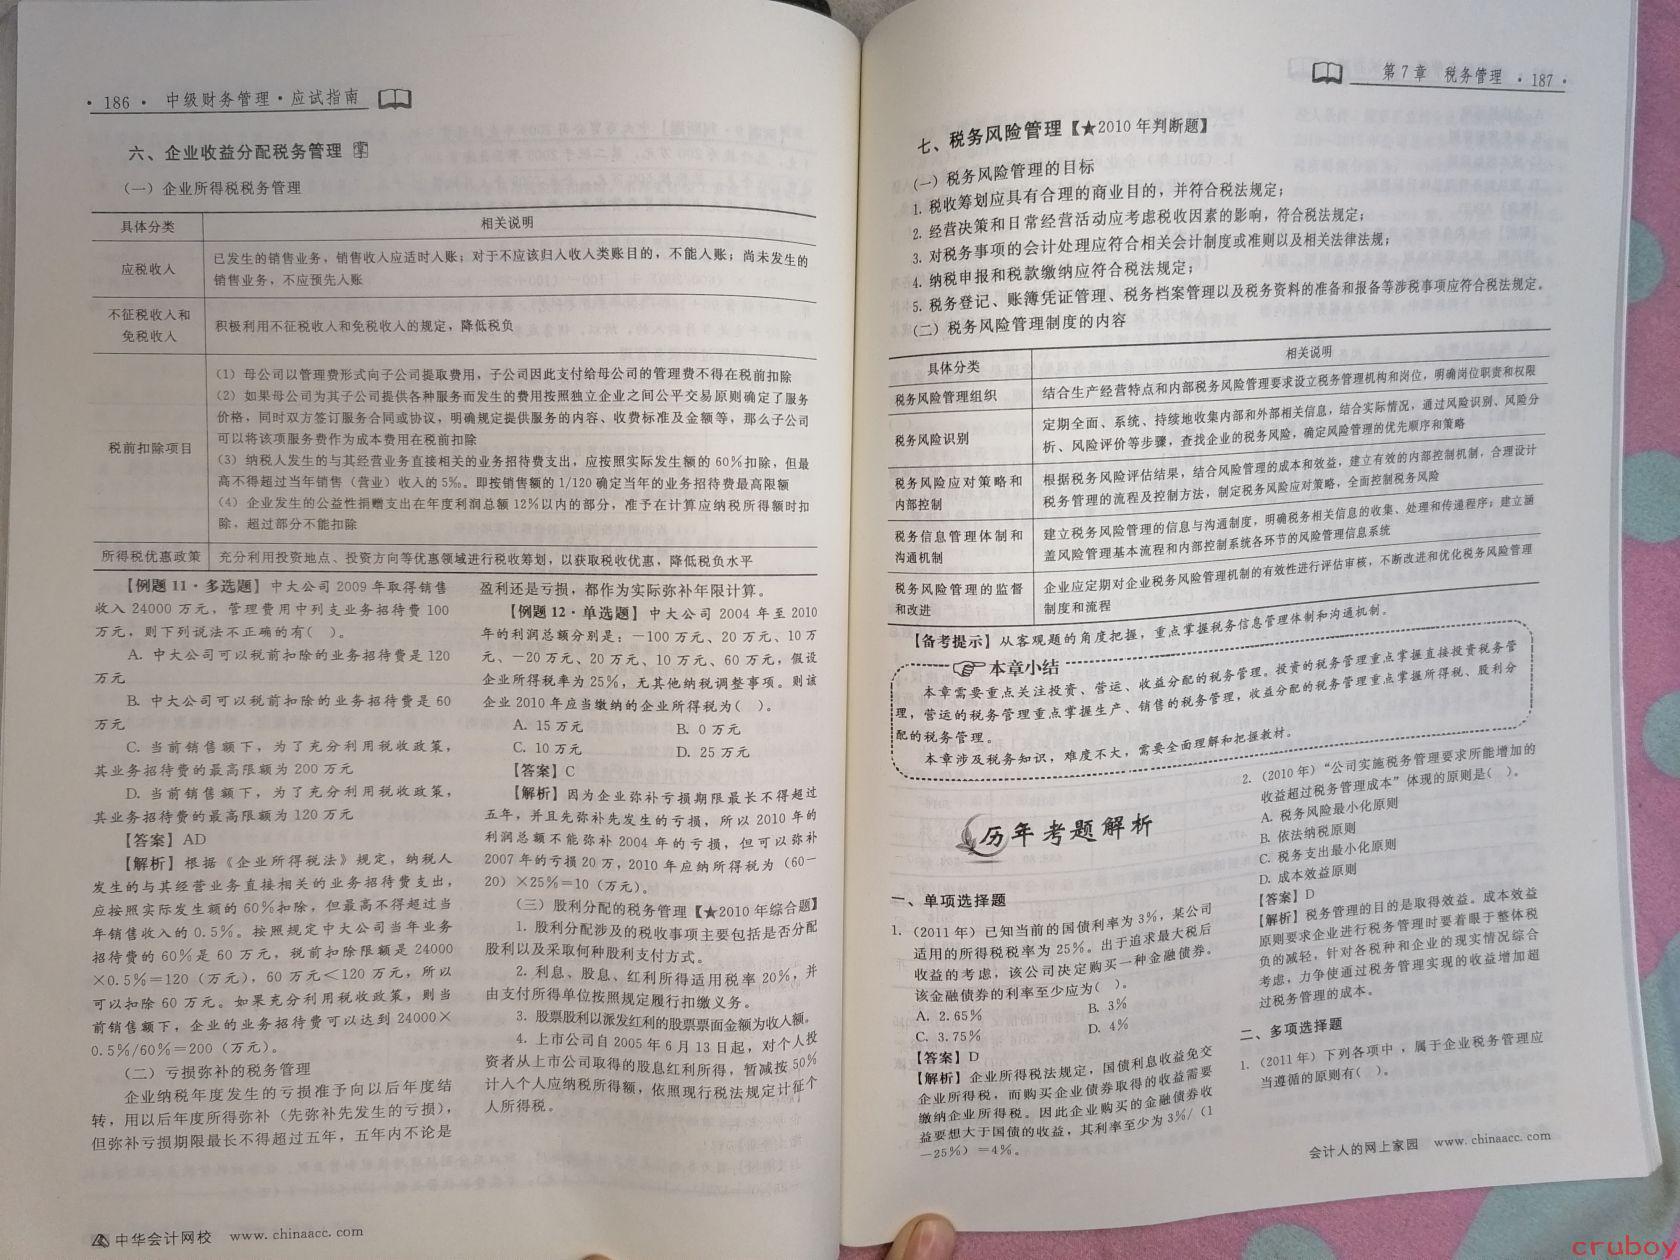 · 186 · 中级财务管理·应试指南
六、企业收益分配税务管理
(一)企业所得税税务管理
具体分类 相关说明
应税收入
已发生的销售业务,销售收入应适时入账;对于不应该归入收入类账目的,不能入账;尚未发生的
销售业务,不应预先入账
不征税收入和
免税收入
积极利用不征税收入和免税收入的规定,降低税负
税前扣除项目
(1)母公司以管理费形式向子公司提取费用,子公司因此支付给母公司的管理费不得在税前扣除
(2)如果母公司为其子公司提供各种服务而发生的费用按照独立企业之间公平交易原则确定了服务
价格,同时双方签订服务合同或协议,明确规定提供服务的内容、收费标准及金额等,那么子公司
可以将该项服务费作为成本费用在税前扣除
(3)纳税人发生的与其经营业务直接相关的业务招待费支出,应按照实际发生额的60%扣除,但最
高不得超过当年销售(营业)收入的5‰。即按销售额的1/120确定当年的业务招待费最高限额
(4)企业发生的公益性捐赠支出在年度利润总额12%以内的部分,准予在计算应纳税所得额时扣
除,超过部分不能扣除
所得税优惠政策 充分利用投资地点、投资方向等优惠领域进行税收筹划,以获取税收优惠,降低税负水平
【例题11·多选题】中大公司2009年取得销售
收入24000万元,管理费用中列支业务招待费100
万元,则下列说法不正确的有( )。
A. 中大公司可以税前扣除的业务招待费是120
万元
B. 中大公司可以税前扣除的业务招待费是60
万元
C. 当前销售额下,为了充分利用税收政策,
其业务招待费的最高限额为200万元
D. 当前销售额下,为了充分利用税收政策,
其业务招待费的最高限额为120万元
【答案】AD
【解析】根据《企业所得税法》规定,纳税人
发生的与其经营业务直接相关的业务招待费支出,
应按照实际发生额的60%扣除,但最高不得超过当
年销售收入的0.5%。按照规定中大公司当年业务
招待费的60%是60万元,税前扣除限额是24000
×0.5%=120(万元),60万元<120万元,所以
可以扣除60万元。如果充分利用税收政策,则当
前销售额下,企业的业务招待费可以达到24000×
0.5%/60%=200(万元)。
(二)亏损弥补的税务管理
企业纳税年度发生的亏损准予向以后年度结
转,用以后年度所得弥补(先弥补先发生的亏损),
但弥补亏损期限最长不得超过五年,五年内不论是
盈利还是亏损,都作为实际弥补年限计算。
【例题12·单选题】中大公司2004年至2010
年的利润总额分别是:-100万元、20万元、10万
元、-20万元、20万元、10万元、60万元,假设
企业所得税率为25%,无其他纳税调整事项。则该
企业2010年应当缴纳的企业所得税为( )。
A. 15万元 B. 0万元
C. 10万元 D. 25万元
【答案】C
【解析】因为企业弥补亏损期限最长不得超过
五年,并且先弥补先发生的亏损,所以2010年的
利润总额不能弥补2004年的亏损,但可以弥补
2007年的亏损20万,2010年应纳所得税为(60-
20)×25%=10(万元)。
(三)股利分配的税务管理【★2010年综合题】
1. 股利分配涉及的税收事项主要包括是否分配
股利以及采取何种股利支付方式。
2. 利息、股息、红利所得适用税率20%,并
由支付所得单位按照规定履行扣缴义务。
3. 股票股利以派发红利的股票票面金额为收入额。
4. 上市公司自2005年6月13日起,对个人投
资者从上市公司取得的股息红利所得,暂减按50%
计入个人应纳税所得额,依照现行税法规定计征个
人所得税。
中华会计网校 www.chinaacc.com
第7章 税务管理 · 187 ·
七、税务风险管理【★2010年判断题】
(一)税务风险管理的目标
1. 税收筹划应具有合理的商业目的,并符合税法规定;
2. 经营决策和日常经营活动应考虑税收因素的影响,符合税法规定;
3. 对税务事项的会计处理应符合相关会计制度或准则以及相关法律法规;
4. 纳税申报和税款缴纳应符合税法规定;
5. 税务登记、账簿凭证管理、税务档案管理以及税务资料的准备和报备等涉税事项应符合税法规定。
(二)税务风险管理制度的内容
具体分类 相关说明
税务风险管理组织 结合生产经营特点和内部税务风险管理要求设立税务管理机构和岗位,明确岗位职责和权限
税务风险识别
定期全面、系统、持续地收集内部和外部相关信息,结合实际情况,通过风险识别、风险分
析、风险评价等步骤,查找企业的税务风险,确定风险管理的优先顺序和策略
税务风险应对策略和
内部控制
根据税务风险评估结果,结合风险管理的成本和效益,建立有效的内部控制机制,合理设计
税务管理的流程及控制方法,制定税务风险应对策略,全面控制税务风险
税务信息管理体制和
沟通机制
建立税务风险管理的信息与沟通制度,明确税务相关信息的收集、处理和传递程序;建立涵
盖风险管理基本流程和内部控制系统各环节的风险管理信息系统
税务风险管理的监督
和改进
企业应定期对企业税务风险管理机制的有效性进行评估审核,不断改进和优化税务风险管理
制度和流程
【备考提示】从客观题的角度把握,重点掌握税务信息管理体制和沟通机制。
本章小结
本章需要重点关注投资、营运、收益分配的税务管理。投资的税务管理重点掌握直接投资税务管
理,营运的税务管理重点掌握生产、销售的税务管理,收益分配的税务管理重点掌握所得税、股利分
配的税务管理。
本章涉及税务知识,难度不大,需要全面理解和把握教材。
历年考题解析
一、单项选择题
1. (2011年)已知当前的国债利率为3%,某公司
适用的所得税税率为25%。出于追求最大税后
收益的考虑,该公司决定购买一种金融债券。
该金融债券的利率至少应为( )。
A. 2.65% B. 3%
C. 3.75% D. 4%
【答案】D
【解析】企业所得税法规定,国债利息收益免交
企业所得税,而购买企业债券取得的收益需要
缴纳企业所得税。因此企业购买的金融债券收
益要想大于国债的收益,其利率至少为3%/(1
-25%)=4%。
2. (2010年)“公司实施税务管理要求所能增加的
收益超过税务管理成本”体现的原则是( )。
A. 税务风险最小化原则
B. 依法纳税原则
C. 税务支出最小化原则
D. 成本效益原则
【答案】D
【解析】税务管理的目的是取得效益。成本效益
原则要求企业进行税务管理时要着眼于整体税
负的减轻,针对各税种和企业的现实情况综合
考虑,力争使通过税务管理实现的收益增加超
过税务管理的成本。
二、多项选择题
1. (2011年)下列各项中,属于企业税务管理应
当遵循的原则有( )。
会计人的网上家园 www.chinaacc.com
cruboy